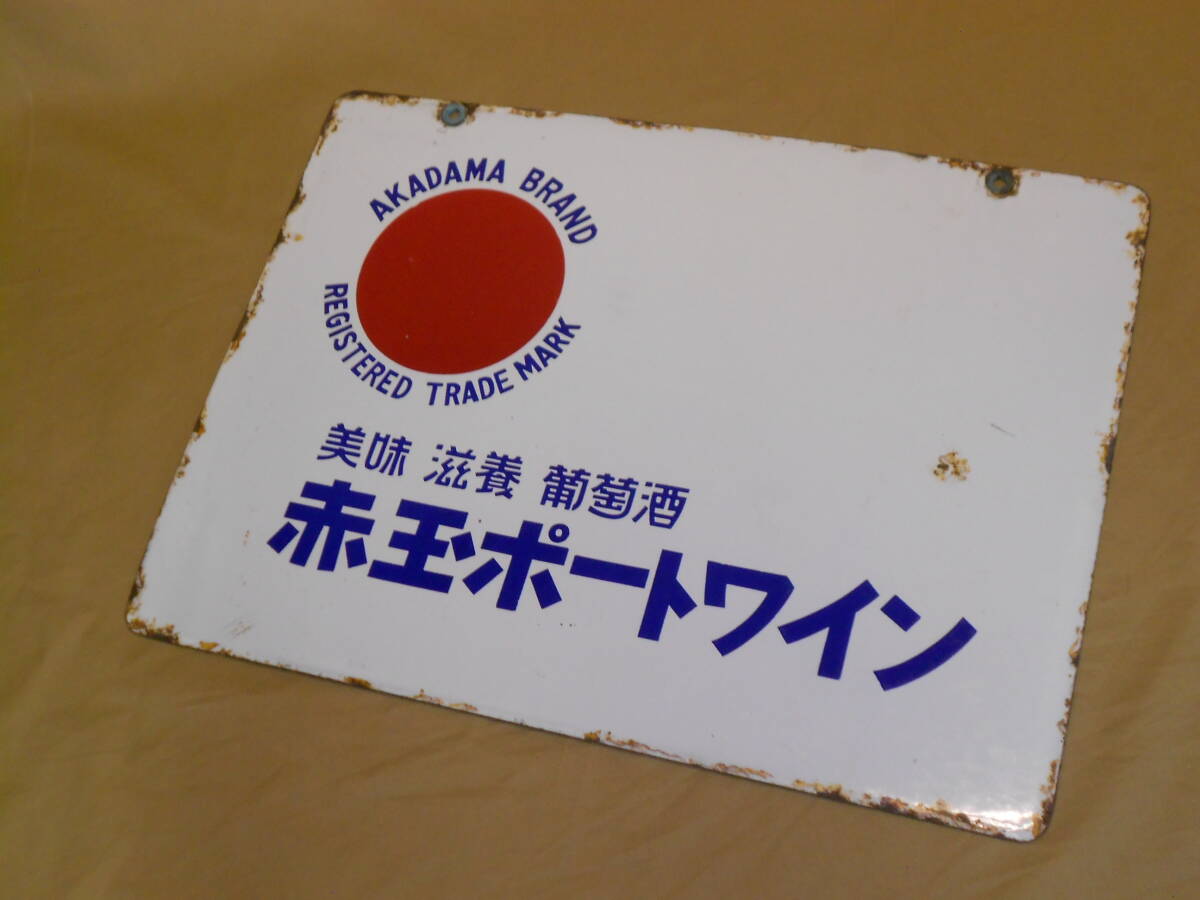 AKADAMA BRAND
REGISTERED TRADE MARK
美味 滋養 葡萄酒
赤玉ポートワイン